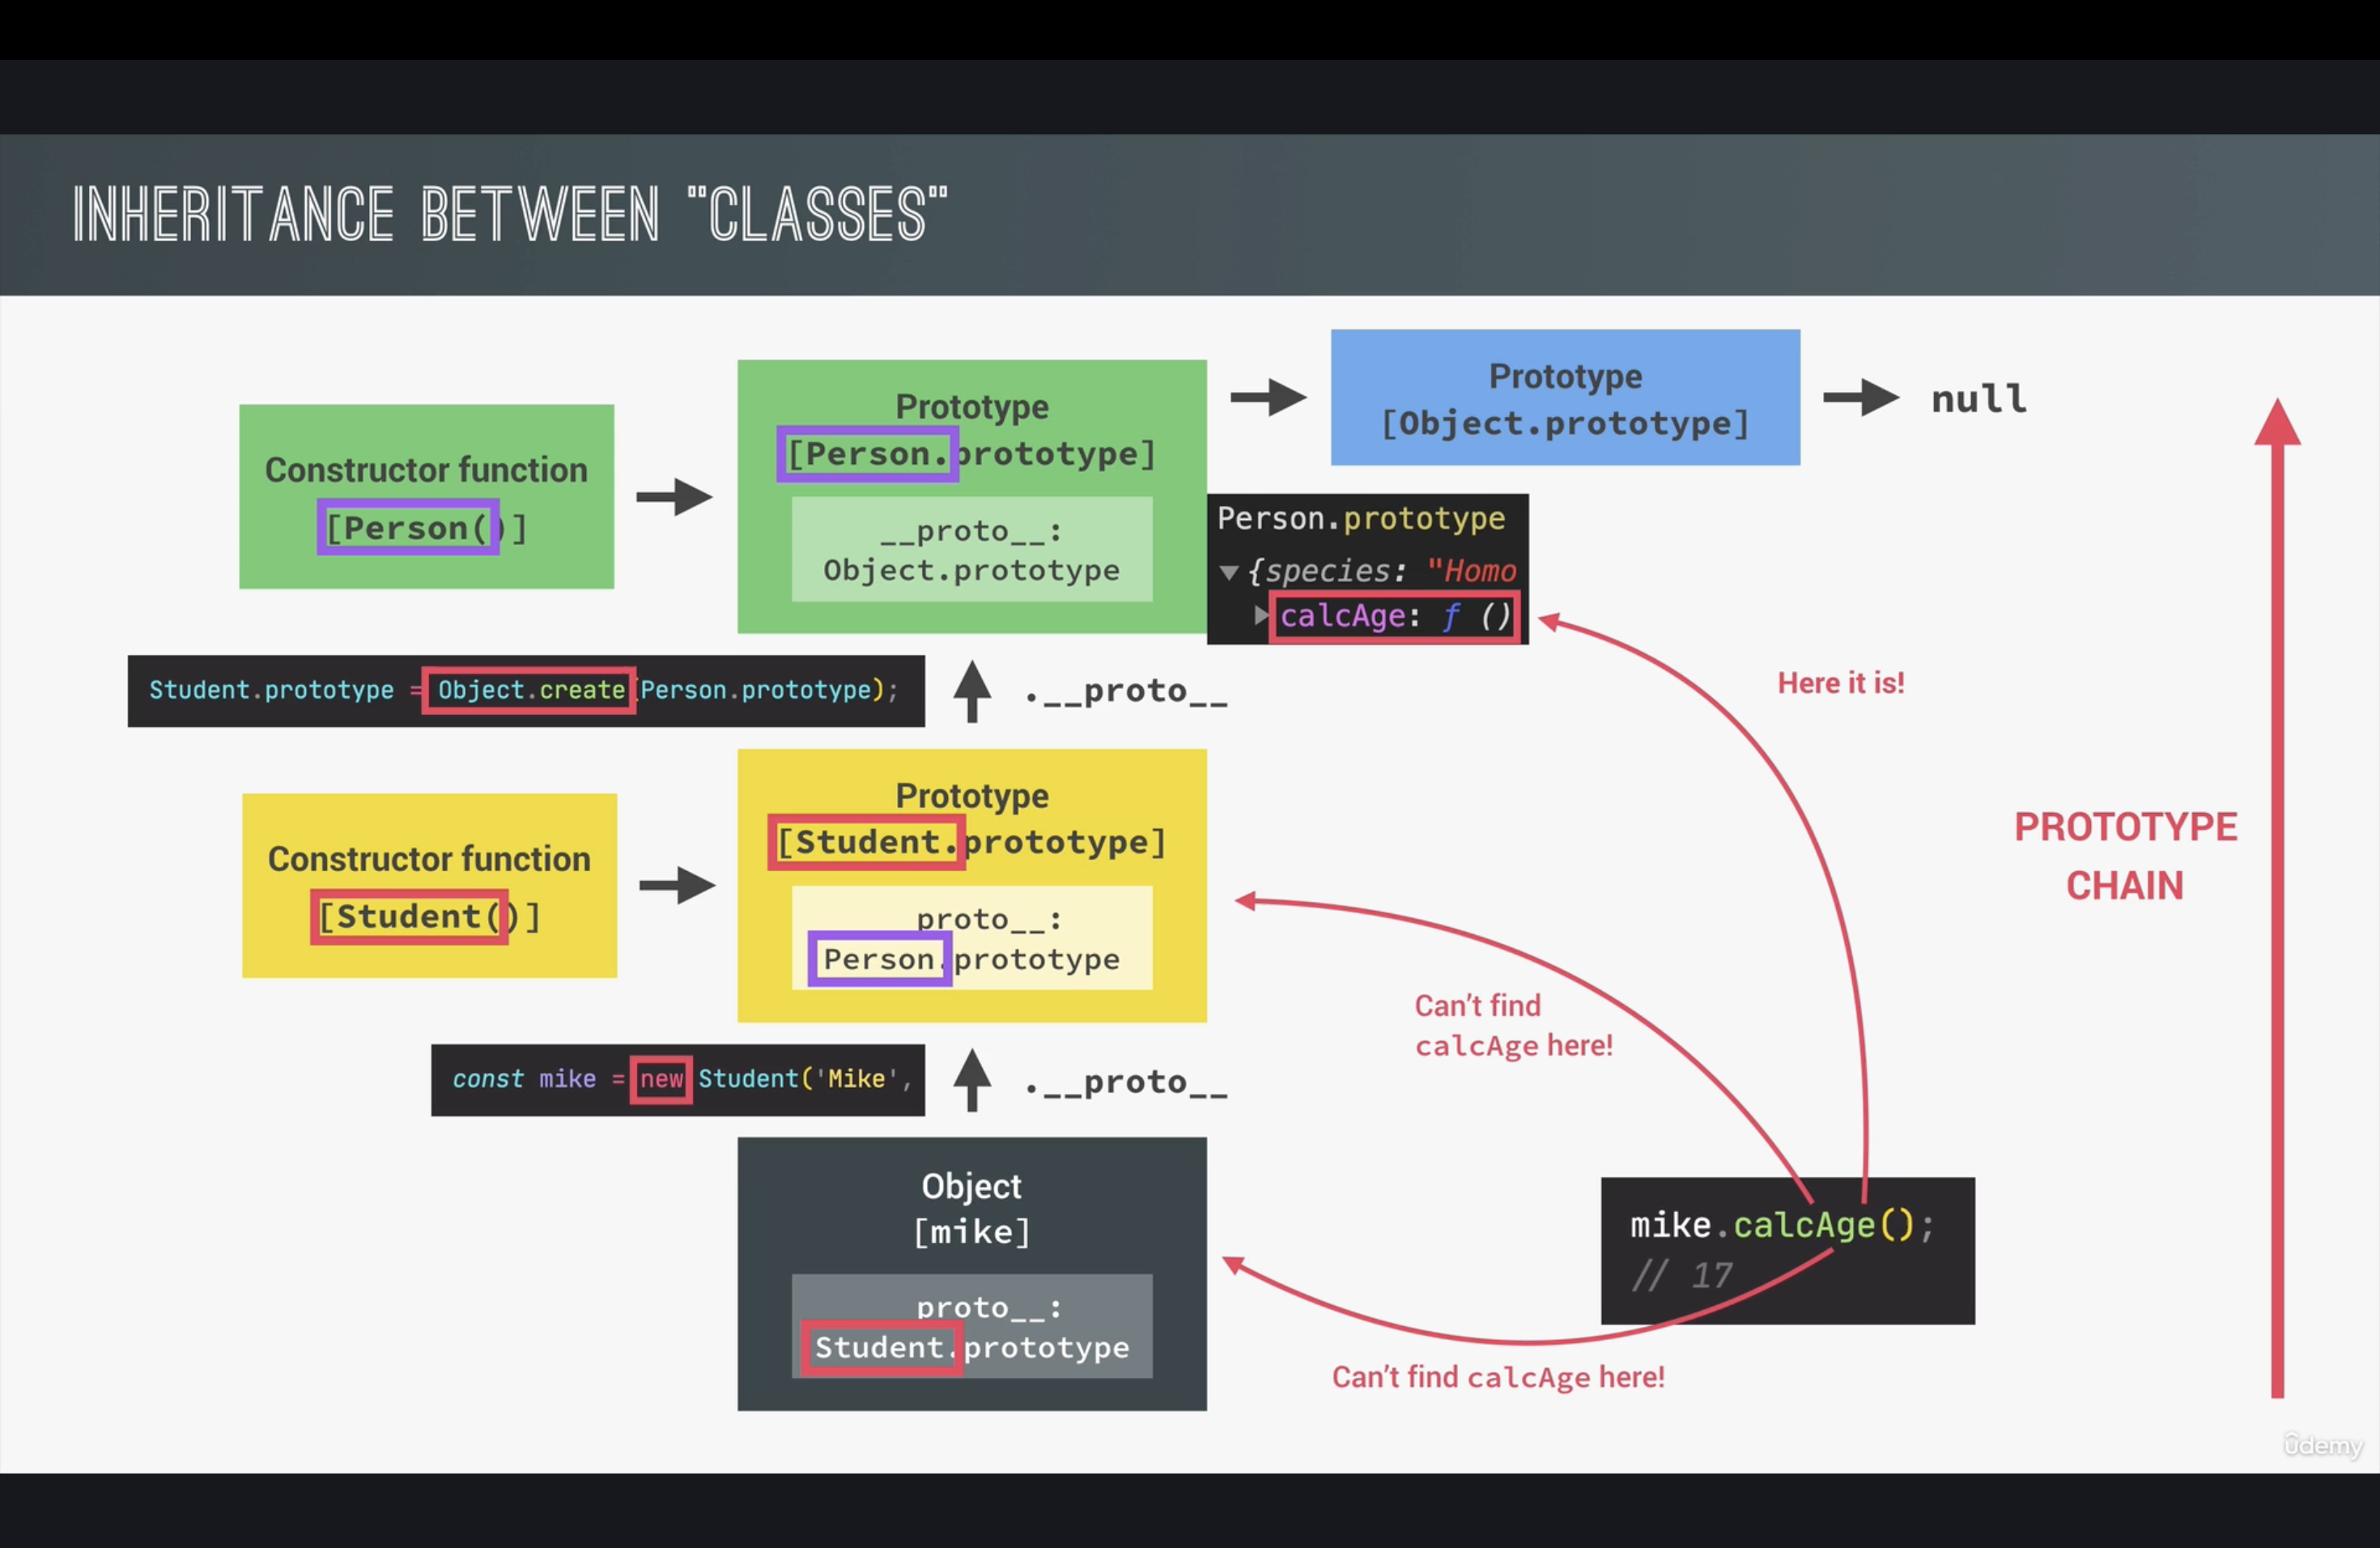 INHERITANCE BETWEEN "CLASSES"
Constructor function
[Person()]
Prototype
[Person.prototype]
__proto__:
Object.prototype
Prototype
[Object.prototype]
null
Person.prototype
{species: "Homo
calcAge: ƒ ()
Student.prototype = Object.create(Person.prototype);
.__proto__
Here it is!
Constructor function
[Student()]
Prototype
[Student.prototype]
proto__:
Person.prototype
PROTOTYPE
CHAIN
Can't find
calcAge here!
const mike = new Student('Mike',
.__proto__
Object
[mike]
proto__:
Student.prototype
mike.calcAge();
// 17
Can't find calcAge here!
ûdemy